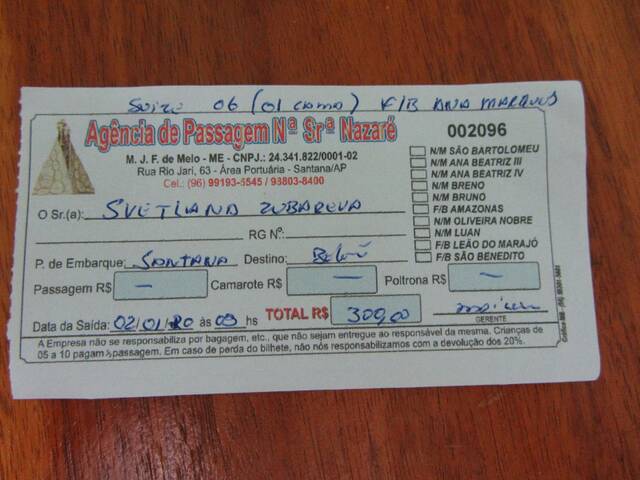 Suíte 06 (01 cama) F/B ANA MARQUES
Agência de Passagem Nª Srª Nazaré
002096
M. J. F. de Melo - ME - CNPJ.: 24.341.822/0001-02
Rua Rio Jari, 63 - Área Portuária - Santana/AP
Cel.: (96) 99193-5545 / 93803-8400
N/M SÃO BARTOLOMEU
N/M ANA BEATRIZ III
N/M ANA BEATRIZ IV
N/M BRENO
N/M BRUNO
F/B AMAZONAS
N/M OLIVEIRA NOBRE
N/M LUAN
F/B LEÃO DO MARAJÓ
F/B SÃO BENEDITO
O Sr.(a): SVETLANA ZUBAREVA
RG Nº.:
P. de Embarque: SANTANA Destino: Belém
Passagem R$ — Camarote R$ — Poltrona R$ —
Data da Saída: 02/01/20 às 09 hs TOTAL R$ 300,00
GERENTE
A Empresa não se responsabiliza por bagagem, etc., que não sejam entregue ao responsável da mesma. Crianças de
05 a 10 pagam ½ passagem. Em caso de perda do bilhete, não nós responsabilizamos com a devolução dos 20%.